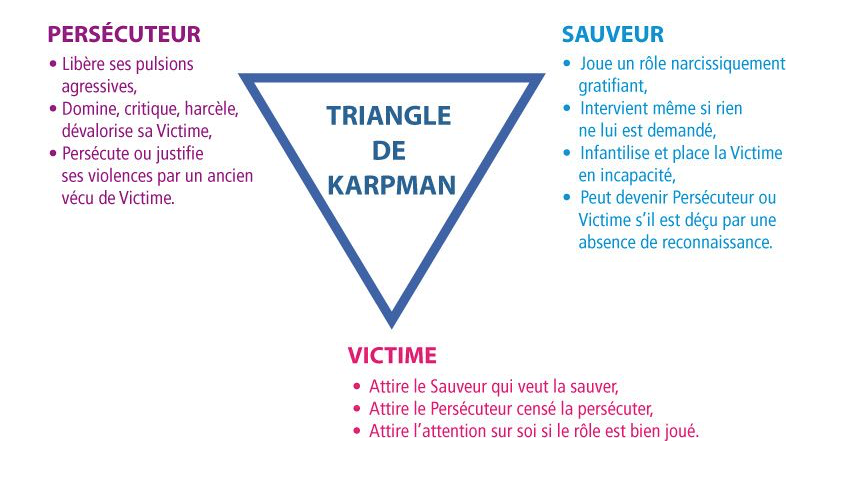 PERSÉCUTEUR
• Libère ses pulsions
agressives,
• Domine, critique, harcèle,
dévalorise sa Victime,
• Persécute ou justifie
ses violences par un ancien
vécu de Victime.
TRIANGLE
DE
KARPMAN
SAUVEUR
• Joue un rôle narcissiquement
gratifiant,
• Intervient même si rien
ne lui est demandé,
• Infantilise et place la Victime
en incapacité,
• Peut devenir Persécuteur ou
Victime s’il est déçu par une
absence de reconnaissance.
VICTIME
• Attire le Sauveur qui veut la sauver,
• Attire le Persécuteur censé la persécuter,
• Attire l’attention sur soi si le rôle est bien joué.